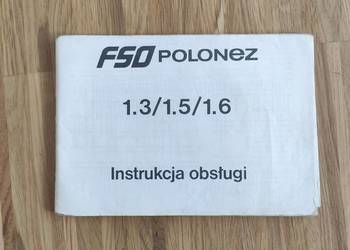 FSO POLONez
1.3/1.5/1.6
Instrukcja obsługi